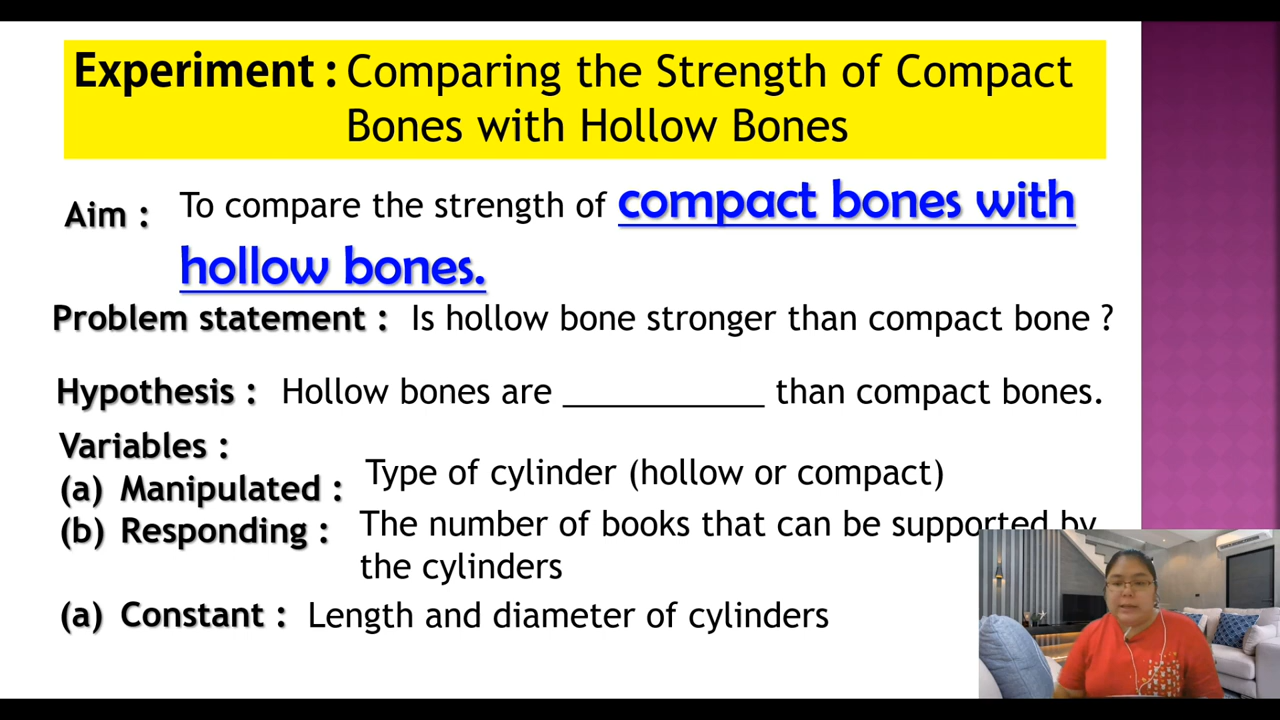 Experiment : Comparing the Strength of Compact
Bones with Hollow Bones
Aim : To compare the strength of compact bones with
hollow bones.
Problem statement : Is hollow bone stronger than compact bone ?
Hypothesis : Hollow bones are ___________ than compact bones.
Variables :
(a) Manipulated : Type of cylinder (hollow or compact)
(b) Responding : The number of books that can be supported by
the cylinders
(a) Constant : Length and diameter of cylinders